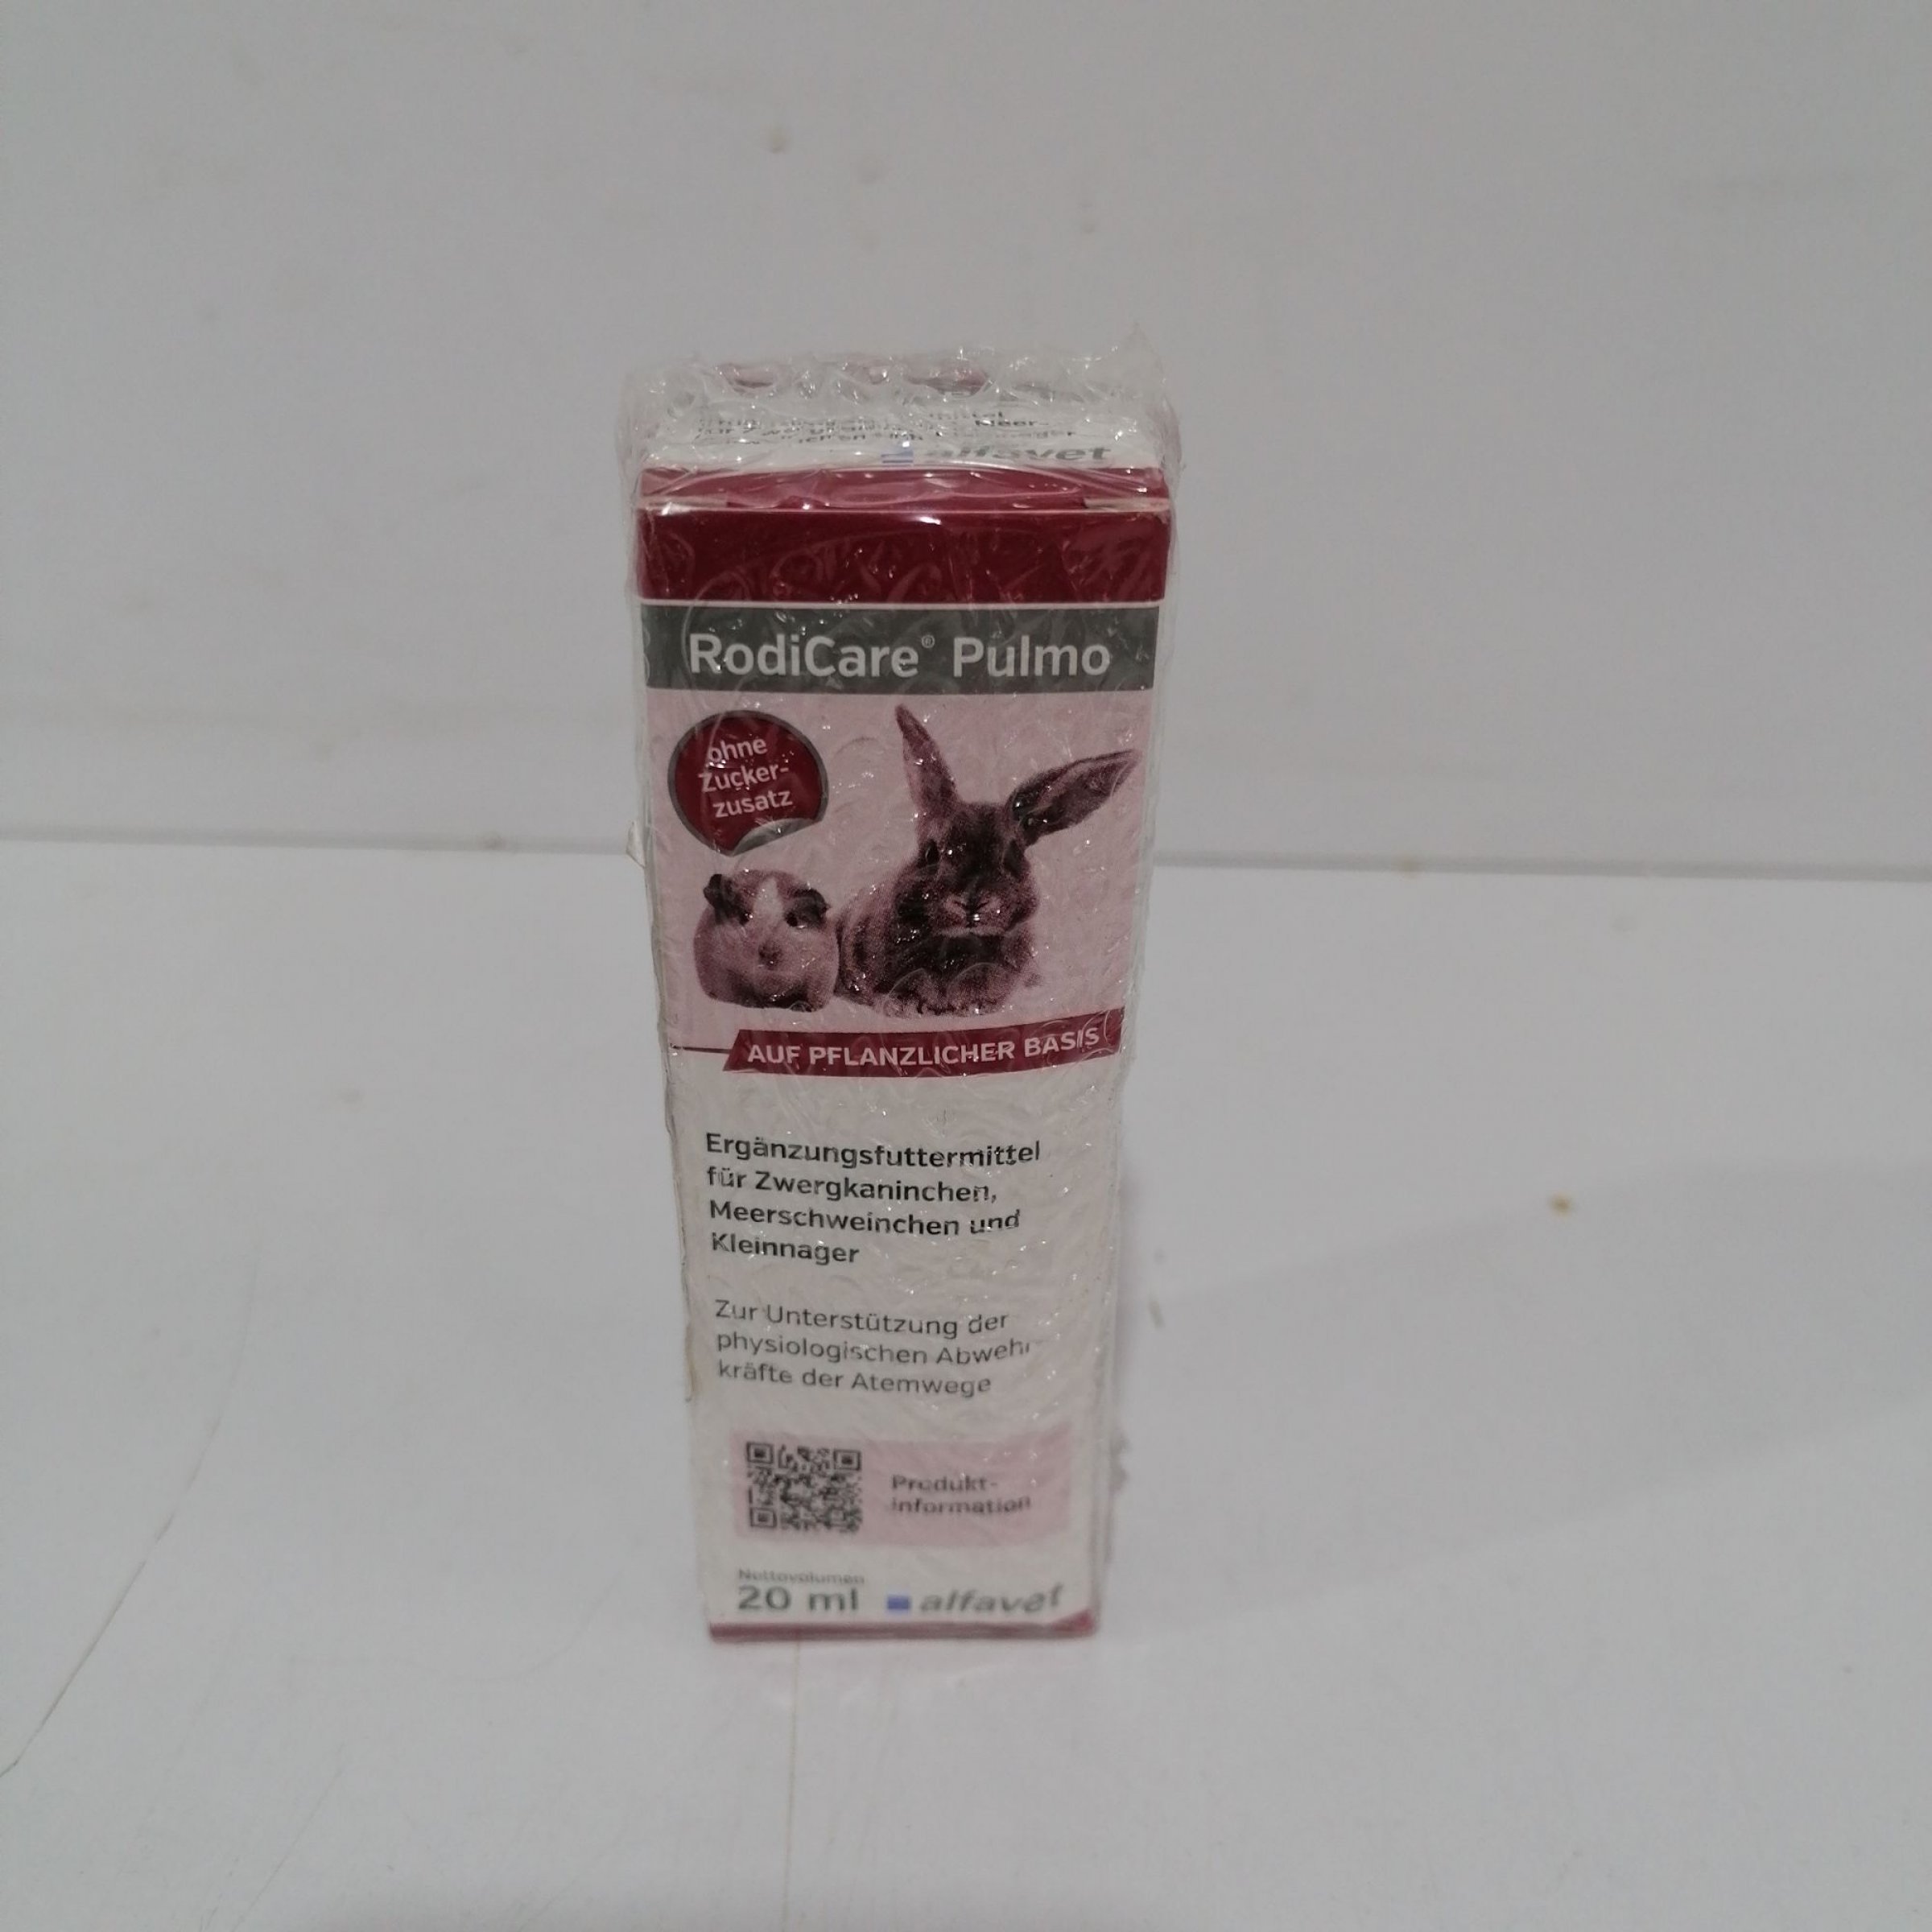 alfavet
RodiCare® Pulmo
ohne
Zucker-
zusatz
AUF PFLANZLICHER BASIS
Ergänzungsfuttermittel
für Zwergkaninchen,
Meerschweinchen und
Kleinnager
Zur Unterstützung der
physiologischen Abwehr
kräfte der Atemwege
Produkt-
information
Nettovolumen
20 ml alfavet